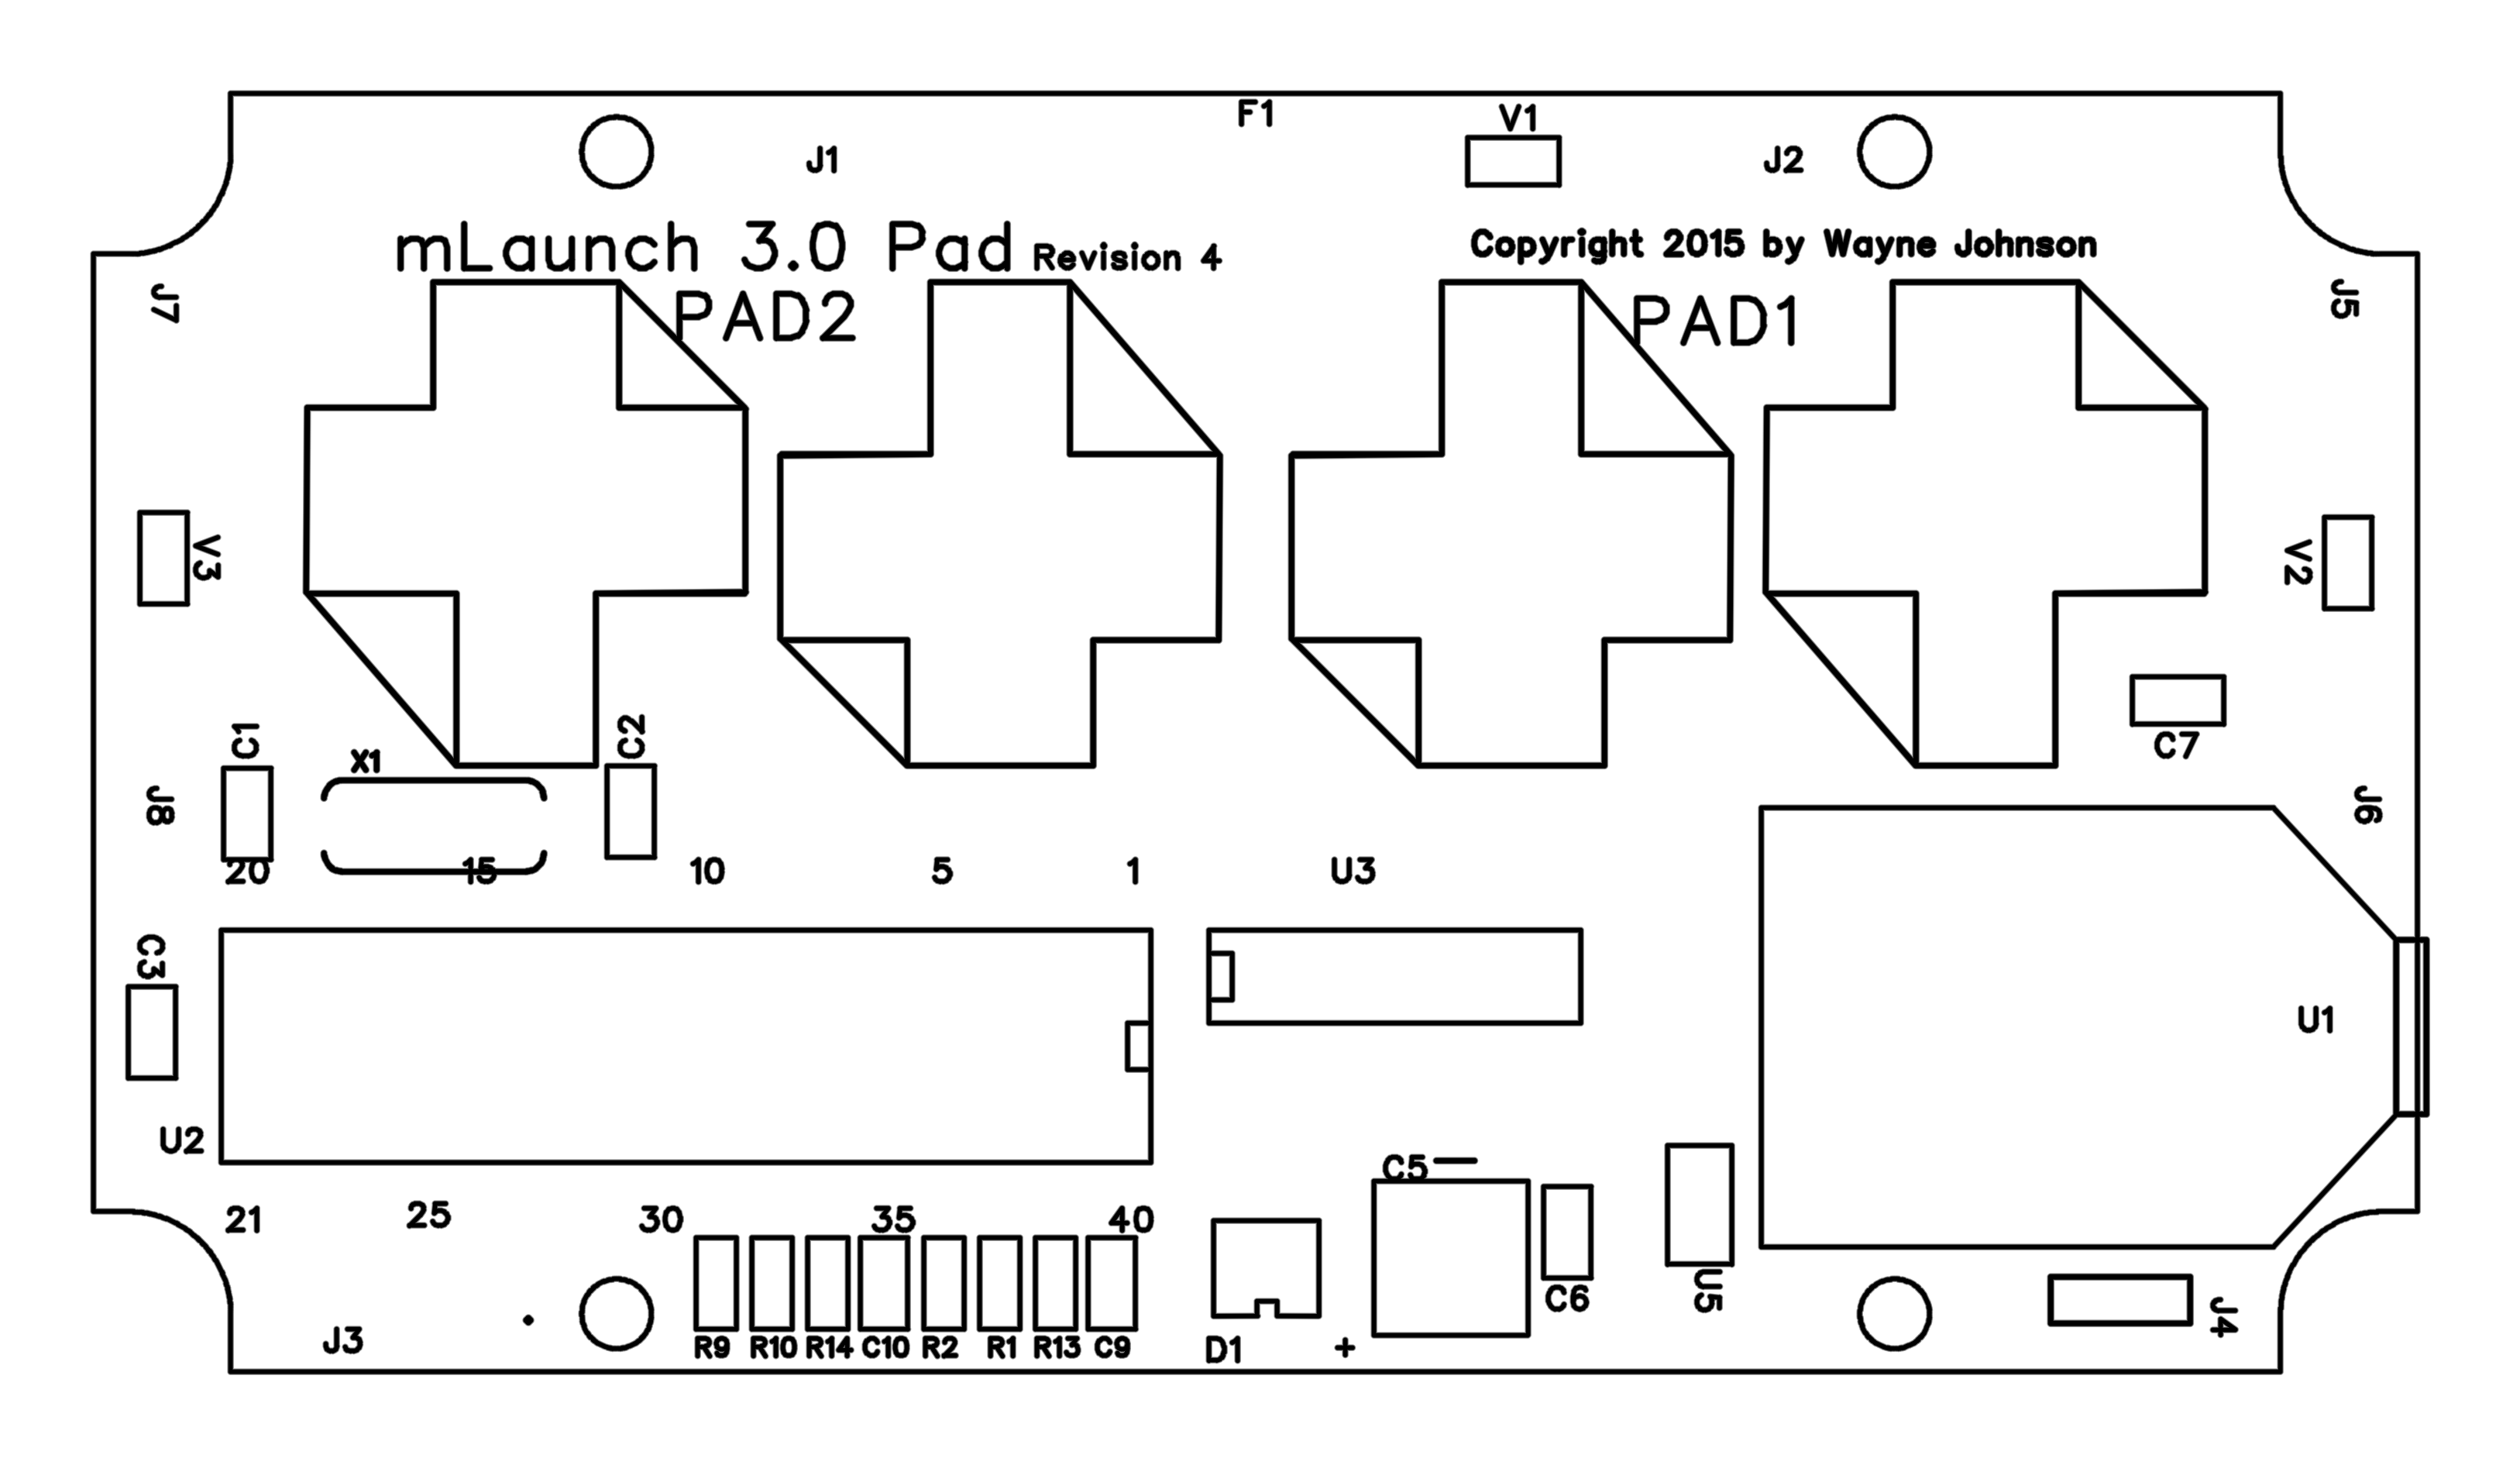 F1
V1
J1
J2
mLaunch 3.0 Pad Revision 4
Copyright 2015 by Wayne Johnson
J7
PAD2
PAD1
J5
V3
V2
C1
X1
C2
C7
J8
J6
20
15
10
5
1
U3
C3
U1
U2
C5
21
25
30
35
40
U5
C6
J4
J3
R9
R10
R14
C10
R2
R1
R13
C9
D1
+